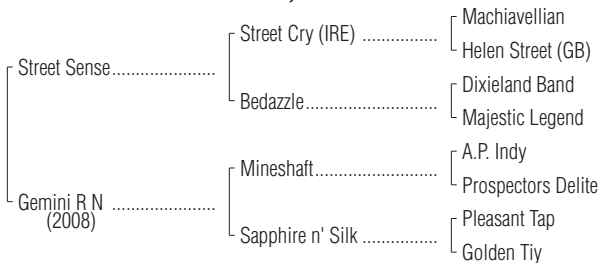 Machiavellian
Street Cry (IRE) ..................
Helen Street (GB)
Street Sense.......................
Dixieland Band
Bedazzle................................
Majestic Legend
A.P. Indy
Mineshaft..............................
Prospectors Delite
Gemini R N .......................
(2008)
Pleasant Tap
Sapphire n' Silk ..................
Golden Tiy